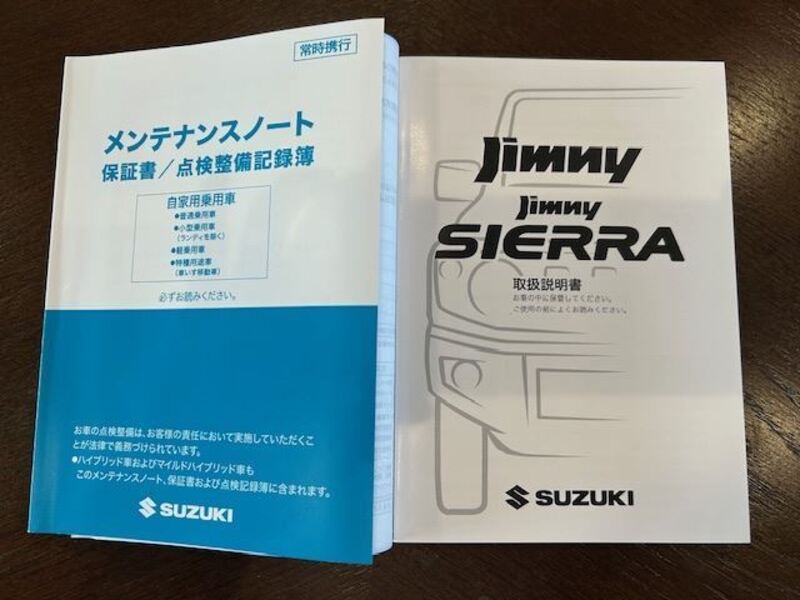 常時携行
メンテナンスノート
保証書／点検整備記録簿
自家用乗用車
●普通乗用車
●小型乗用車
（ランディを除く）
●軽乗用車
●特種用途車
（車いす移動車）
必ずお読みください。
お車の点検整備は、お客様の責任において実施していただくこ
とが法律で義務づけられています。
●ハイブリッド車およびマイルドハイブリッド車も
このメンテナンスノート、保証書および点検記録簿に含まれます。
SUZUKI
Jimny
Jimny
SIERRA
取扱説明書
お車の中に保管してください。
ご使用の前によくお読みください。
SUZUKI